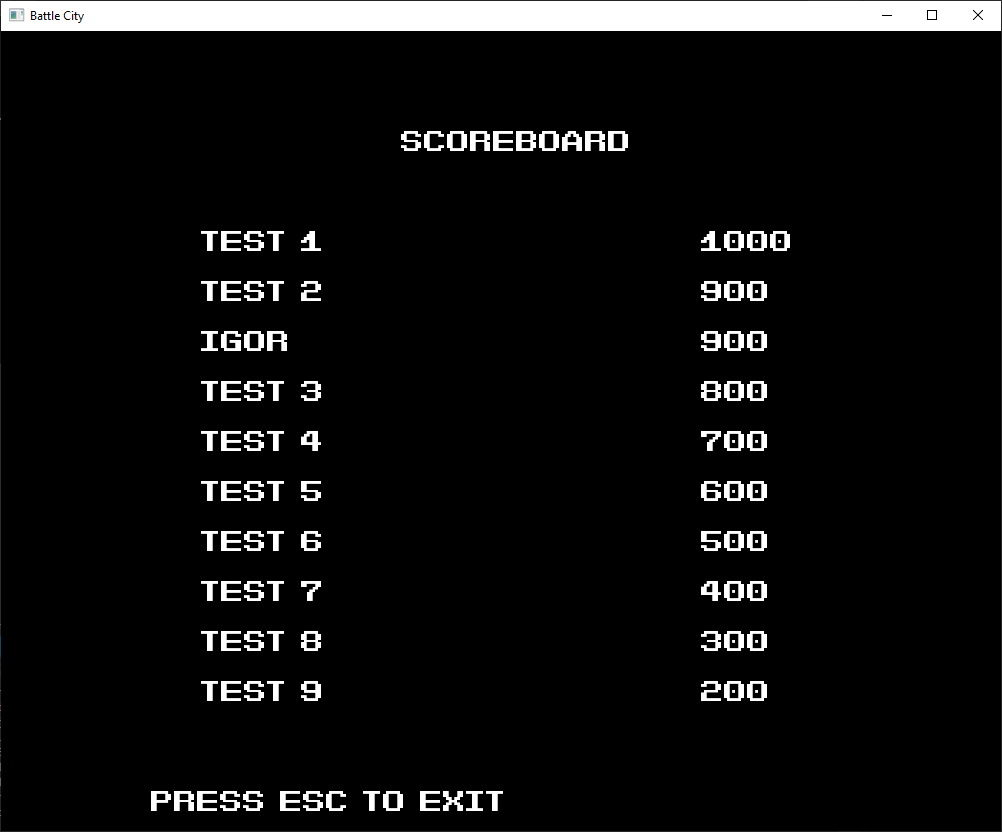 Battle City
SCOREBOARD
TEST 1 1000
TEST 2 900
IGOR 900
TEST 3 800
TEST 4 700
TEST 5 600
TEST 6 500
TEST 7 400
TEST 8 300
TEST 9 200
PRESS ESC TO EXIT